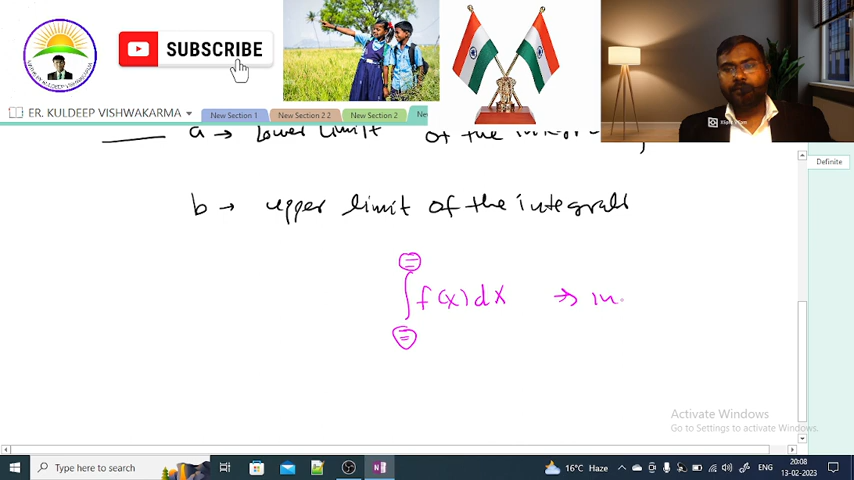 SUBSCRIBE
ER. KULDEEP VISHWAKARMA
New Section 1
New Section 2 2
New Section 2
Definite
a → lower limit of the
b → upper limit of the integrals
∫ f(x) dx → in
Activate Windows
Go to Settings to activate Windows.
Type here to search
16°C Haze
ENG
20:08
13-02-2023